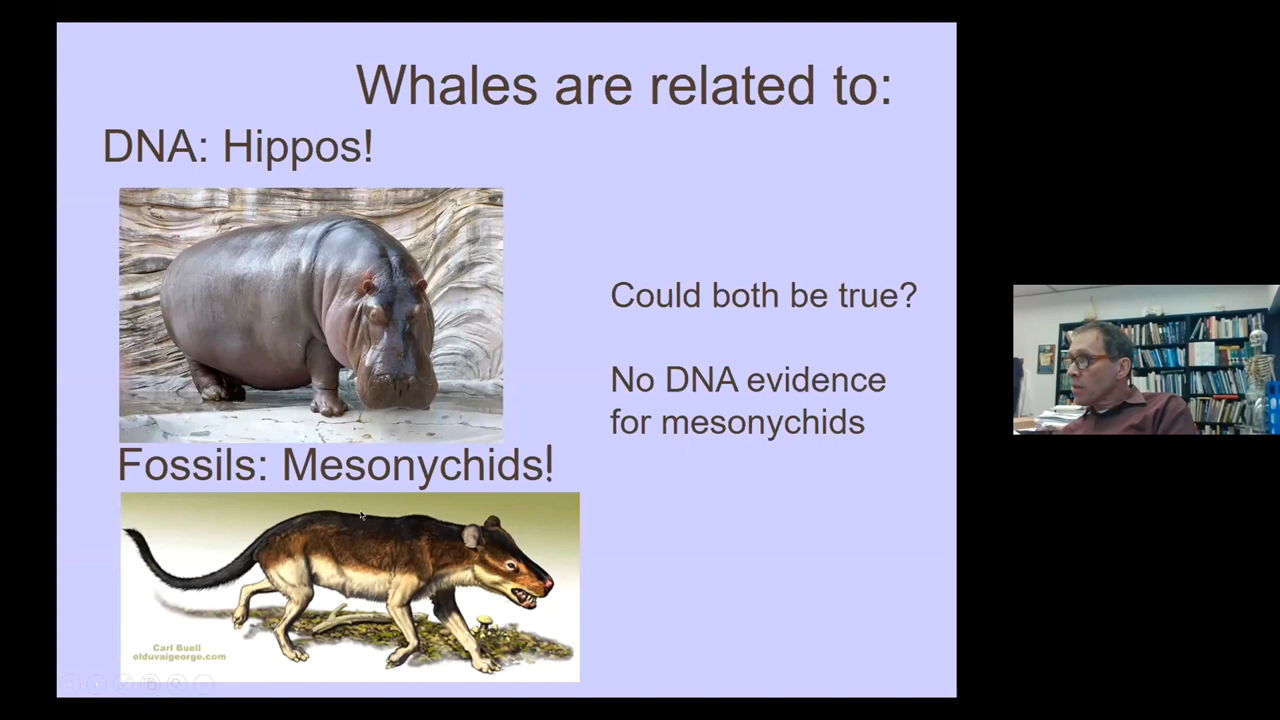 Whales are related to:
DNA: Hippos!
Could both be true?
No DNA evidence
for mesonychids
Fossils: Mesonychids!
Carl Buell
olduvaigeorge.com